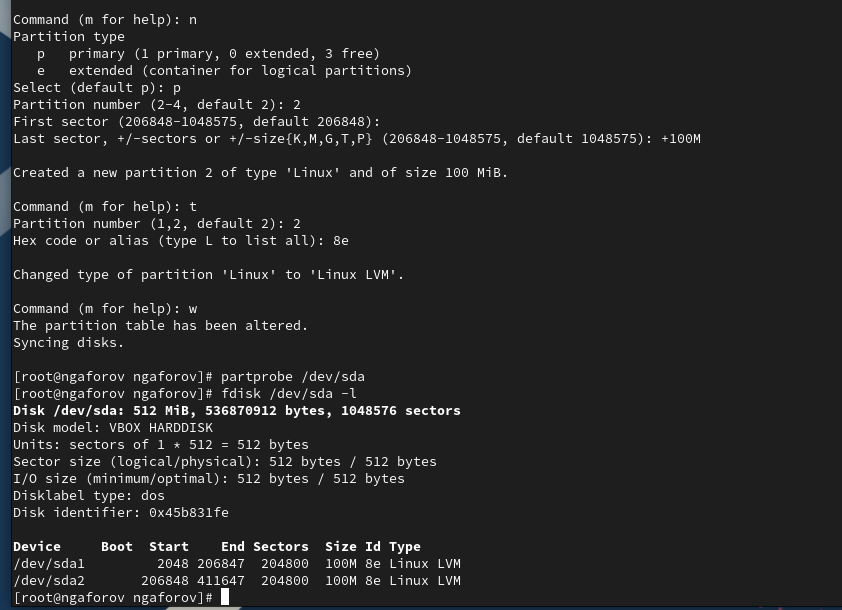 Command (m for help): n
Partition type
   p   primary (1 primary, 0 extended, 3 free)
   e   extended (container for logical partitions)
Select (default p): p
Partition number (2-4, default 2): 2
First sector (206848-1048575, default 206848):
Last sector, +/-sectors or +/-size{K,M,G,T,P} (206848-1048575, default 1048575): +100M
Created a new partition 2 of type 'Linux' and of size 100 MiB.
Command (m for help): t
Partition number (1,2, default 2): 2
Hex code or alias (type L to list all): 8e
Changed type of partition 'Linux' to 'Linux LVM'.
Command (m for help): w
The partition table has been altered.
Syncing disks.
[root@ngaforov ngaforov]# partprobe /dev/sda
[root@ngaforov ngaforov]# fdisk /dev/sda -l
Disk /dev/sda: 512 MiB, 536870912 bytes, 1048576 sectors
Disk model: VBOX HARDDISK
Units: sectors of 1 * 512 = 512 bytes
Sector size (logical/physical): 512 bytes / 512 bytes
I/O size (minimum/optimal): 512 bytes / 512 bytes
Disklabel type: dos
Disk identifier: 0x45b831fe
Device     Boot  Start    End Sectors  Size Id Type
/dev/sda1         2048 206847  204800  100M 8e Linux LVM
/dev/sda2       206848 411647  204800  100M 8e Linux LVM
[root@ngaforov ngaforov]#